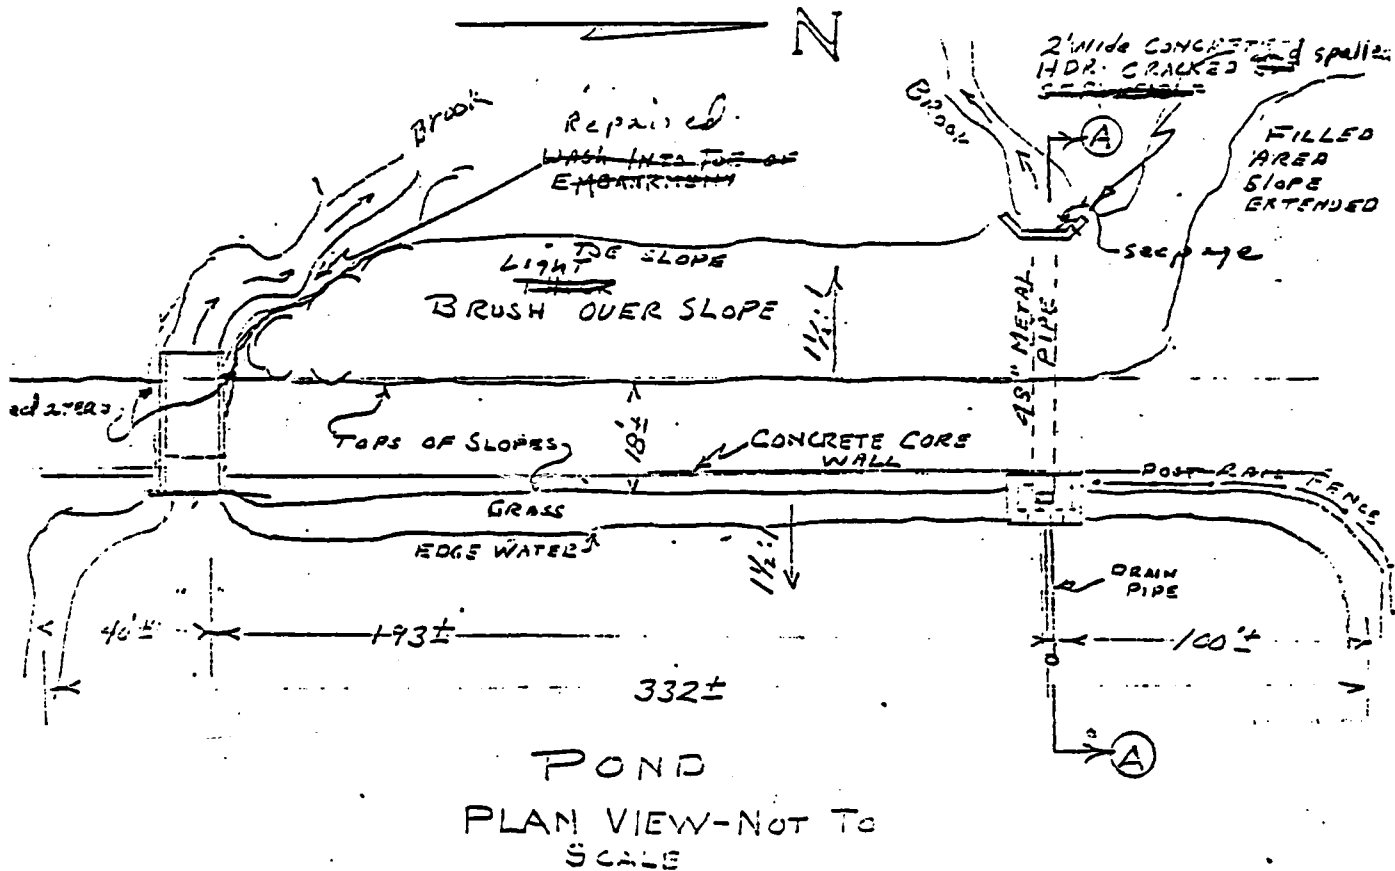 N
2' Wide CONCRETE
HDR. CRACKED and spalled
Brook
Repaired
WASH INTO TOE OF
EMBANKMENT
BROOK
A
FILLED
AREA
SLOPE
EXTENDED
seepage
TOE SLOPE
Light
BRUSH OVER SLOPE
1½:1
48" METAL
PIPE
TOPS OF SLOPES
18'±
CONCRETE CORE
WALL
POST RAIL FENCE
GRASS
EDGE WATER
1½:1
DRAIN
PIPE
40'±
193±
100'±
332±
A
POND
PLAN VIEW-NOT TO
SCALE